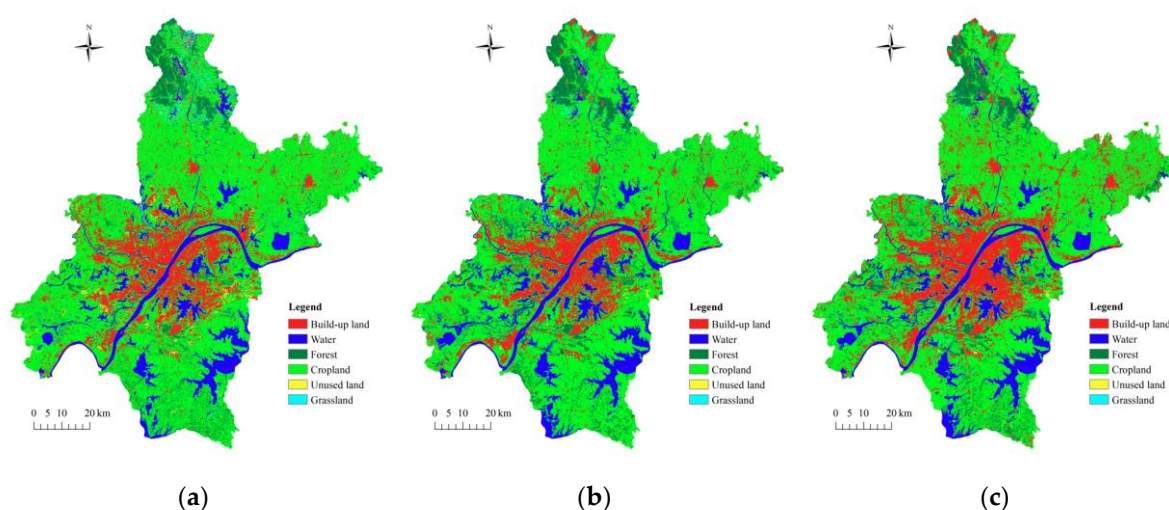 N
Legend
Build-up land
Water
Forest
Cropland
Unused land
Grassland
0 5 10 20 km
(a)
N
Legend
Build-up land
Water
Forest
Cropland
Unused land
Grassland
0 5 10 20 km
(b)
N
Legend
Build-up land
Water
Forest
Cropland
Unused land
Grassland
0 5 10 20 km
(c)